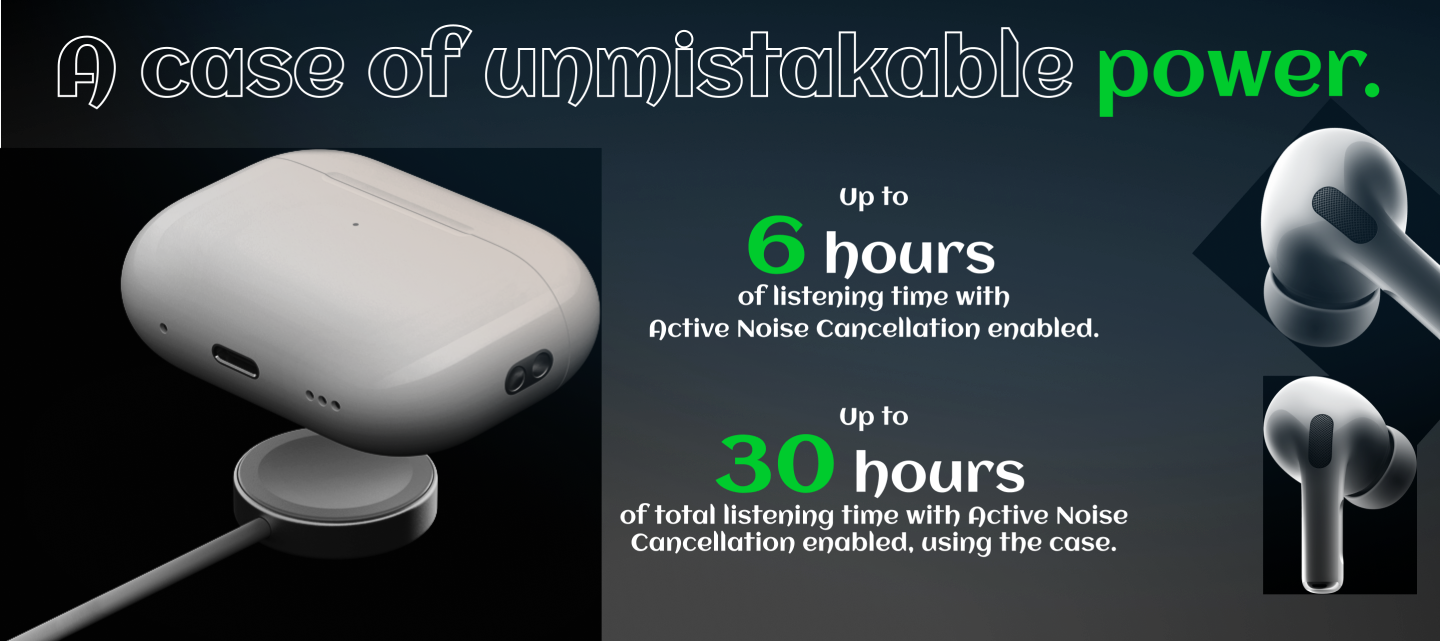 A case of unmistakable power.
Up to
6 hours
of listening time with
Active Noise Cancellation enabled.
Up to
30 hours
of total listening time with Active Noise
Cancellation enabled, using the case.